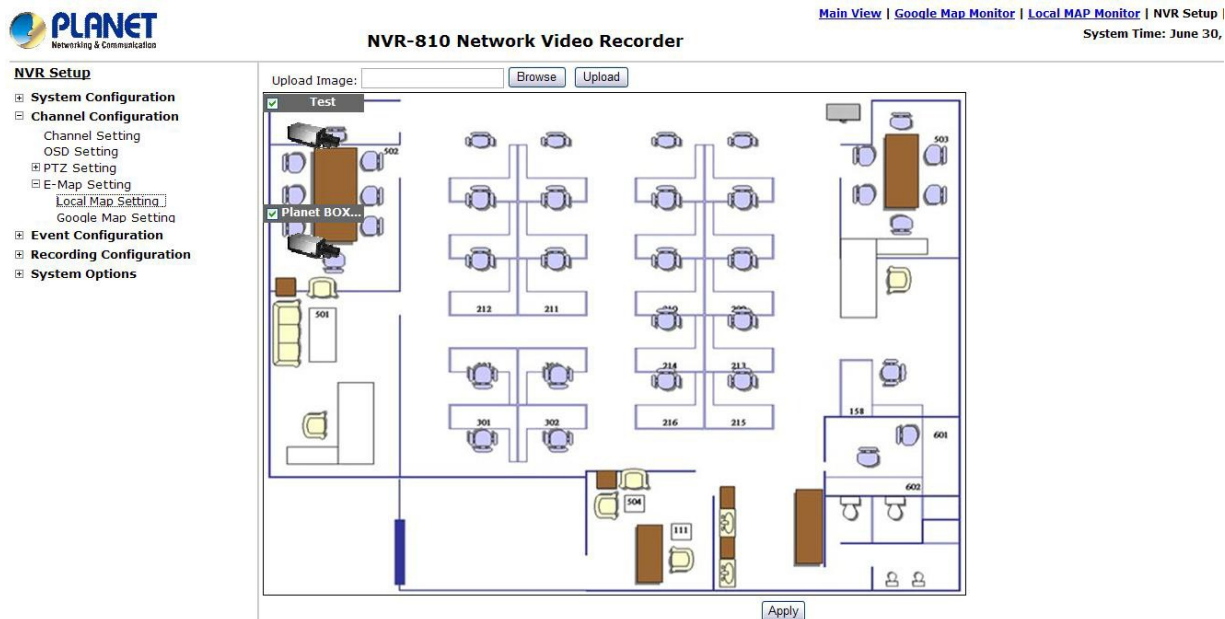 PLANET
Networking & Communication
Main View | Google Map Monitor | Local MAP Monitor | NVR Setup |
NVR-810 Network Video Recorder
System Time: June 30,
NVR Setup
System Configuration
Channel Configuration
Channel Setting
OSD Setting
PTZ Setting
E-Map Setting
Local Map Setting
Google Map Setting
Event Configuration
Recording Configuration
System Options
Upload Image:
Browse
Upload
Test
502
503
Planet BOX...
212
211
501
214
213
158
301
302
216
215
601
602
504
111
Apply